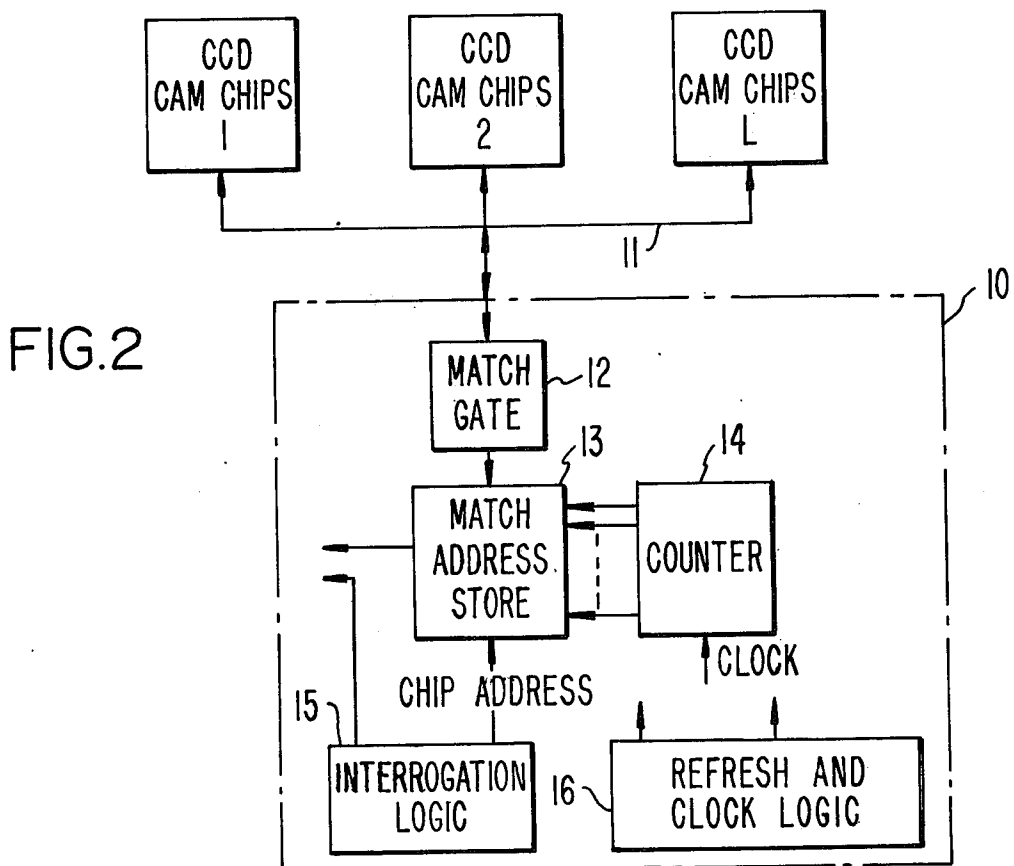 CCD
CAM CHIPS
1
CCD
CAM CHIPS
2
CCD
CAM CHIPS
L
11
10
FIG.2
MATCH
GATE
12
13
14
MATCH
ADDRESS
STORE
COUNTER
CLOCK
CHIP ADDRESS
15
INTERROGATION
LOGIC
16
REFRESH AND
CLOCK LOGIC